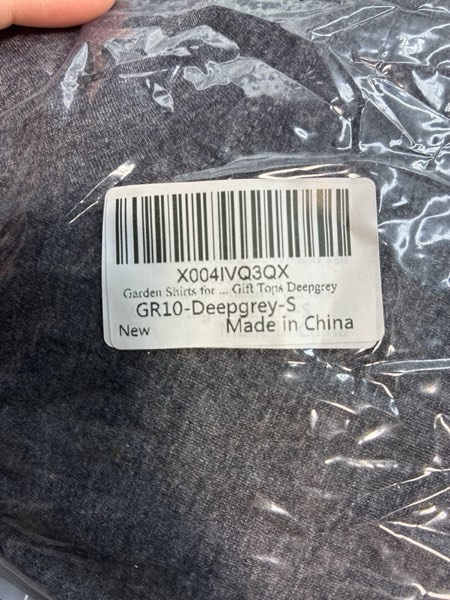 X004IVQ3QX
Garden Shirts for ... Gift Tops Deepgrey
GR10-Deepgrey-S
New
Made in China